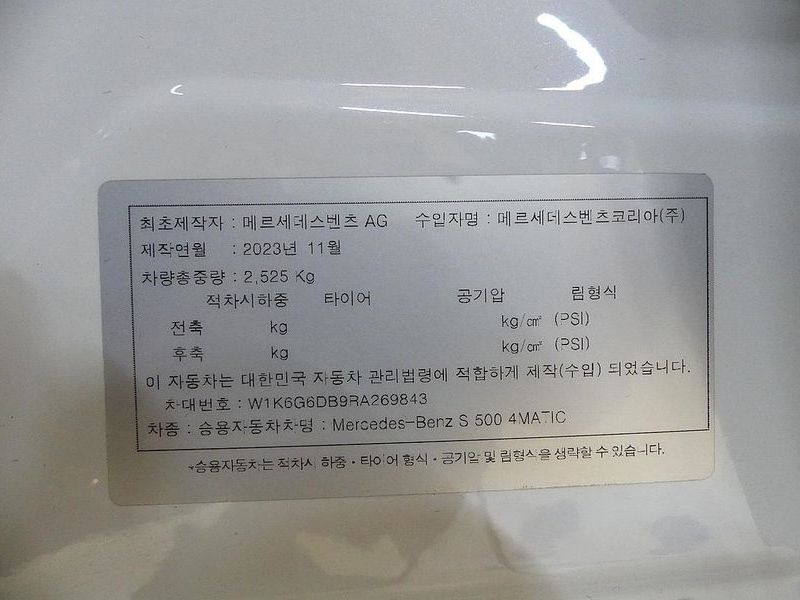 최초제작자 : 메르세데스벤츠 AG 수입자명 : 메르세데스벤츠코리아(주)
제작연월 : 2023년 11월
차량총중량 : 2,525 Kg
적차시하중 타이어 공기압 림형식
전축 kg kg/㎠ (PSI)
후축 kg kg/㎠ (PSI)
이 자동차는 대한민국 자동차 관리법령에 적합하게 제작(수입) 되었습니다.
차대번호 : W1K6G6DB9RA269843
차종 : 승용자동차차명 : Mercedes-Benz S 500 4MATIC
*승용자동차는 적차시 하중·타이어 형식·공기압 및 림형식을 생략할 수 있습니다.